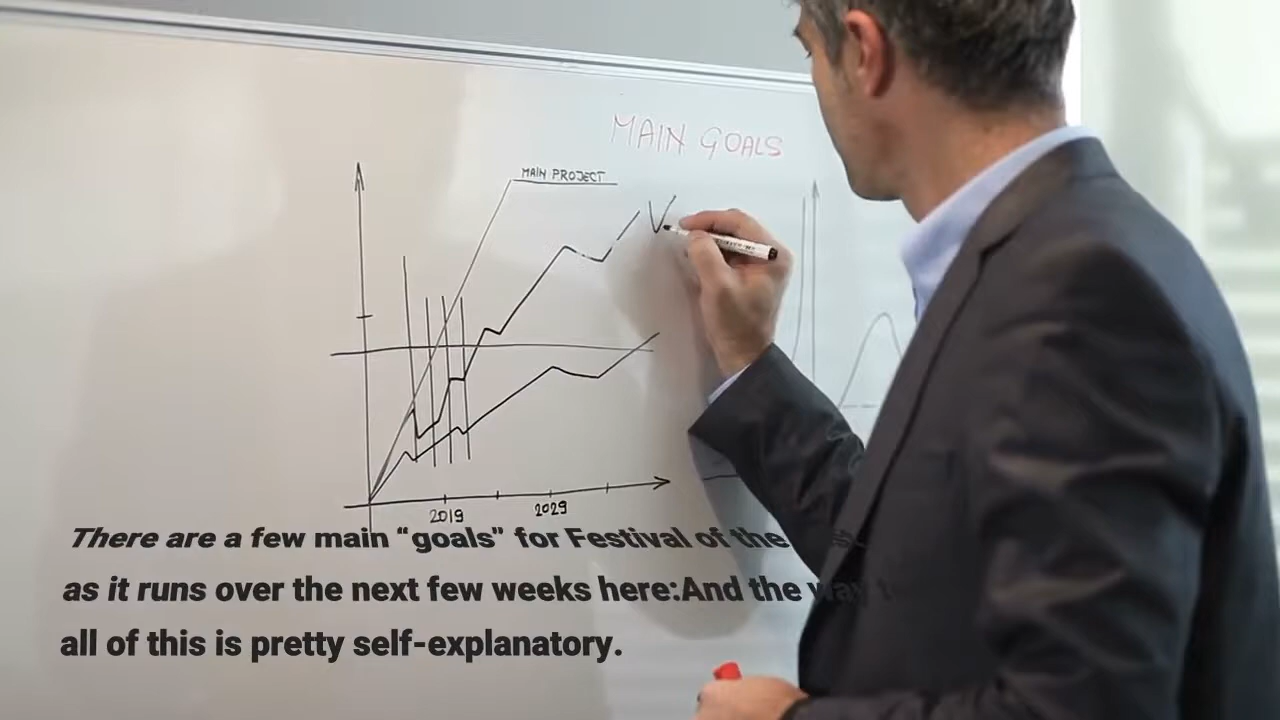 MAIN GOALS
MAIN PROJECT
2019
2029
There are a few main “goals” for Festival of the
as it runs over the next few weeks here:And the way
all of this is pretty self-explanatory.